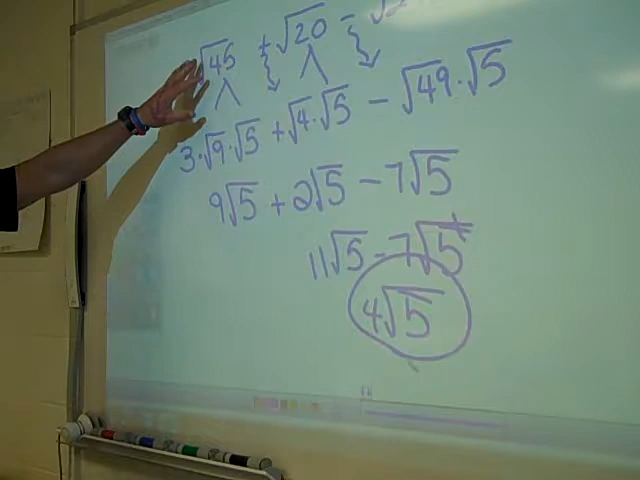 √45 + √20 - √2
3·√9·√5 + √4·√5 - √49·√5
9√5 + 2√5 - 7√5
11√5 - 7√5
4√5